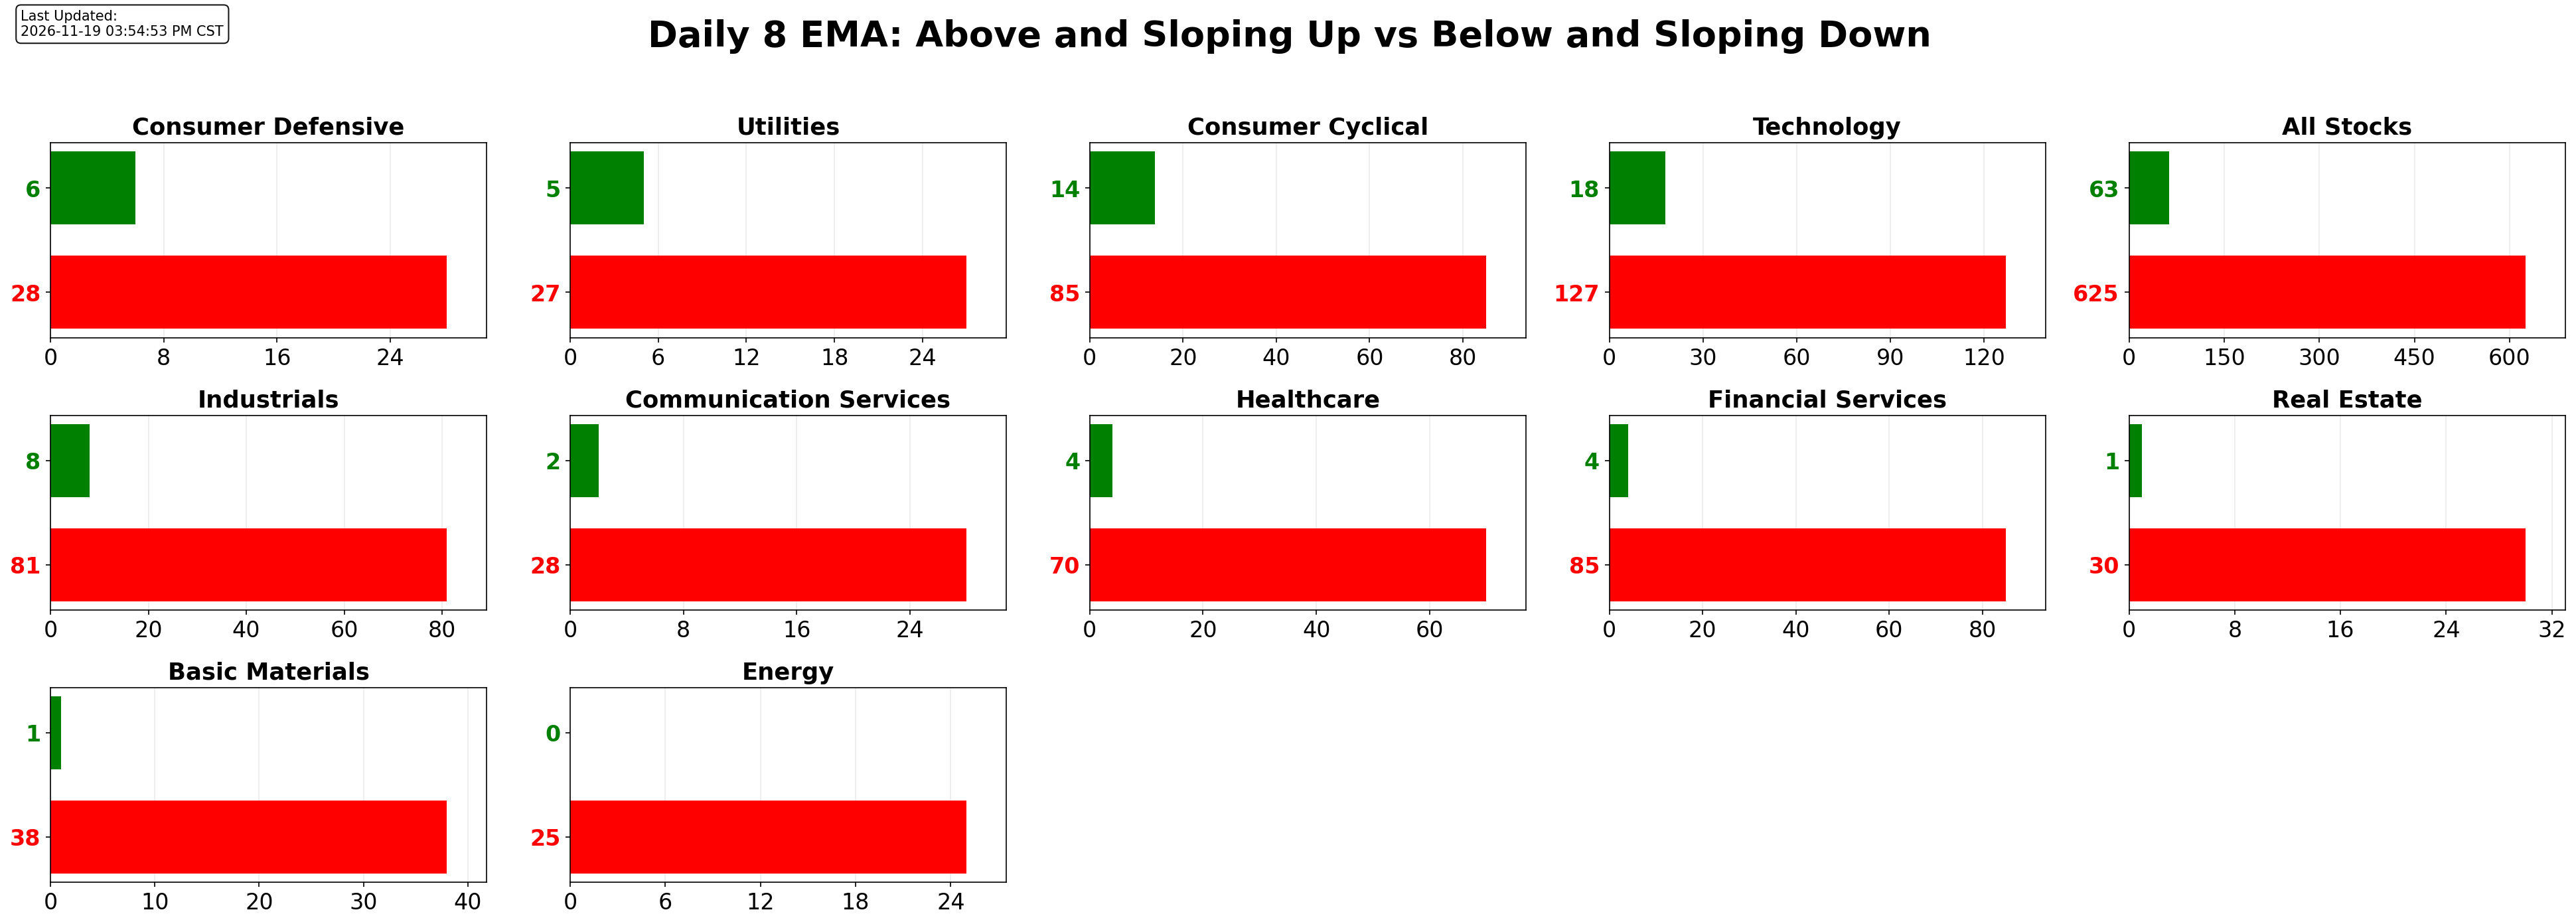 Last Updated:
2026-11-19 03:54:53 PM CST
Daily 8 EMA: Above and Sloping Up vs Below and Sloping Down
Consumer Defensive
6
28
0 8 16 24
Utilities
5
27
0 6 12 18 24
Consumer Cyclical
14
85
0 20 40 60 80
Technology
18
127
0 30 60 90 120
All Stocks
63
625
0 150 300 450 600
Industrials
8
81
0 20 40 60 80
Communication Services
2
28
0 8 16 24
Healthcare
4
70
0 20 40 60
Financial Services
4
85
0 20 40 60 80
Real Estate
1
30
0 8 16 24 32
Basic Materials
1
38
0 10 20 30 40
Energy
0
25
0 6 12 18 24